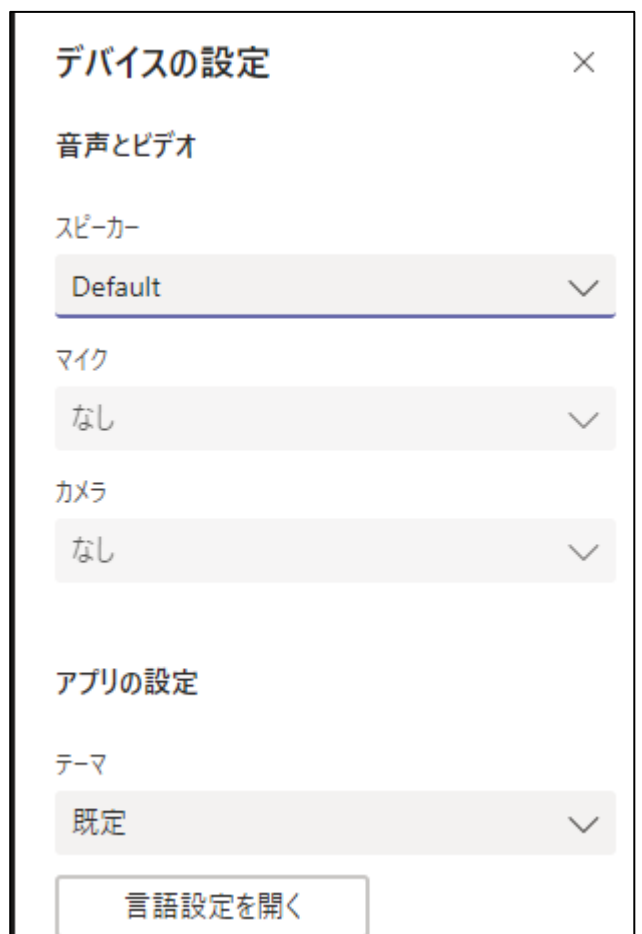 デバイスの設定
音声とビデオ
スピーカー
Default
マイク
なし
カメラ
なし
アプリの設定
テーマ
既定
言語設定を開く